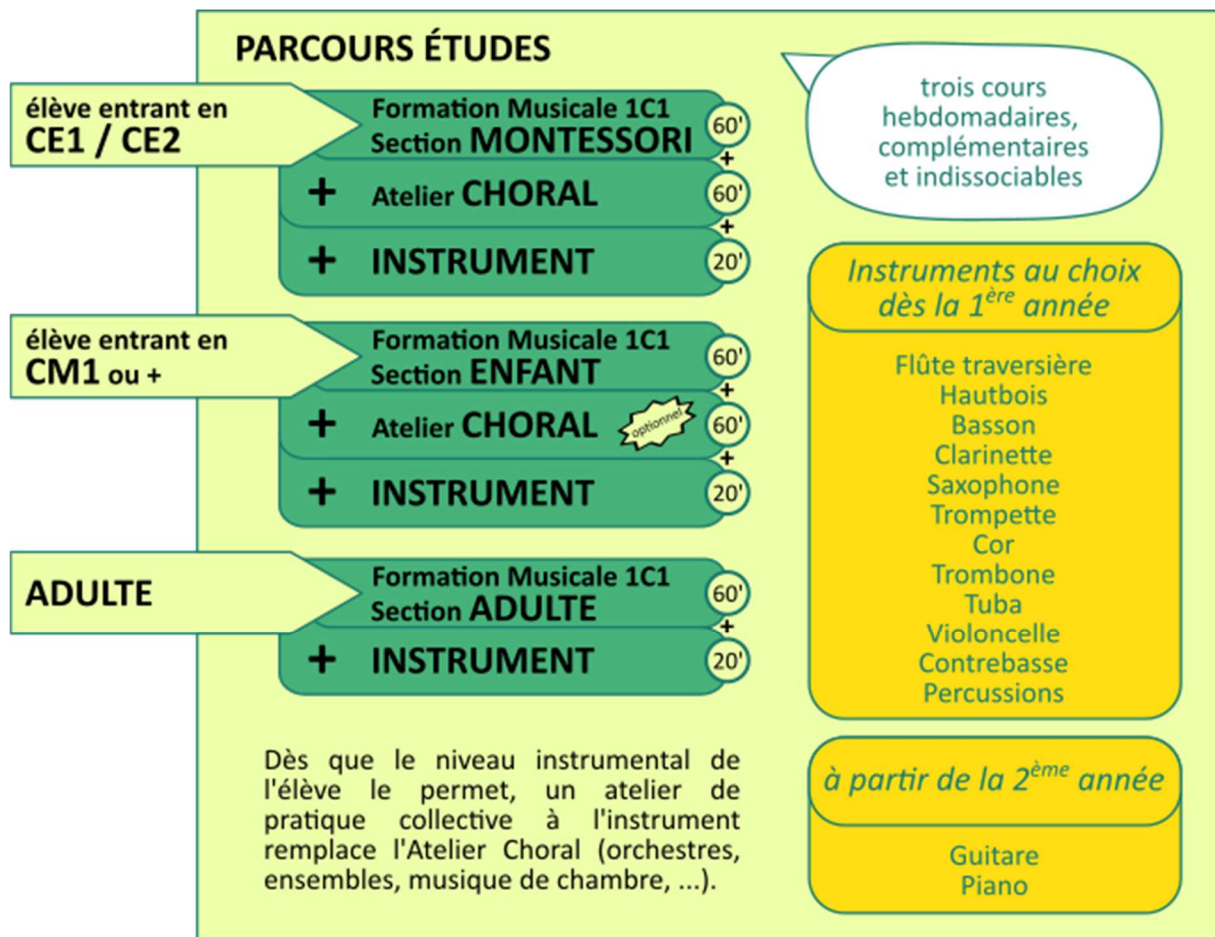 PARCOURS ÉTUDES
trois cours
hebdomadaires,
complémentaires
et indissociables
élève entrant en
CE1 / CE2
Formation Musicale 1C1
Section MONTESSORI
60'
+
+ Atelier CHORAL
60'
+
+ INSTRUMENT
20'
élève entrant en
CM1 ou +
Formation Musicale 1C1
Section ENFANT
60'
+
+ Atelier CHORAL
optionnel
60'
+
+ INSTRUMENT
20'
ADULTE
Formation Musicale 1C1
Section ADULTE
60'
+
+ INSTRUMENT
20'
Dès que le niveau instrumental de
l'élève le permet, un atelier de
pratique collective à l'instrument
remplace l'Atelier Choral (orchestres,
ensembles, musique de chambre, ...).
Instruments au choix
dès la 1ère année
Flûte traversière
Hautbois
Basson
Clarinette
Saxophone
Trompette
Cor
Trombone
Tuba
Violoncelle
Contrebasse
Percussions
à partir de la 2ème année
Guitare
Piano